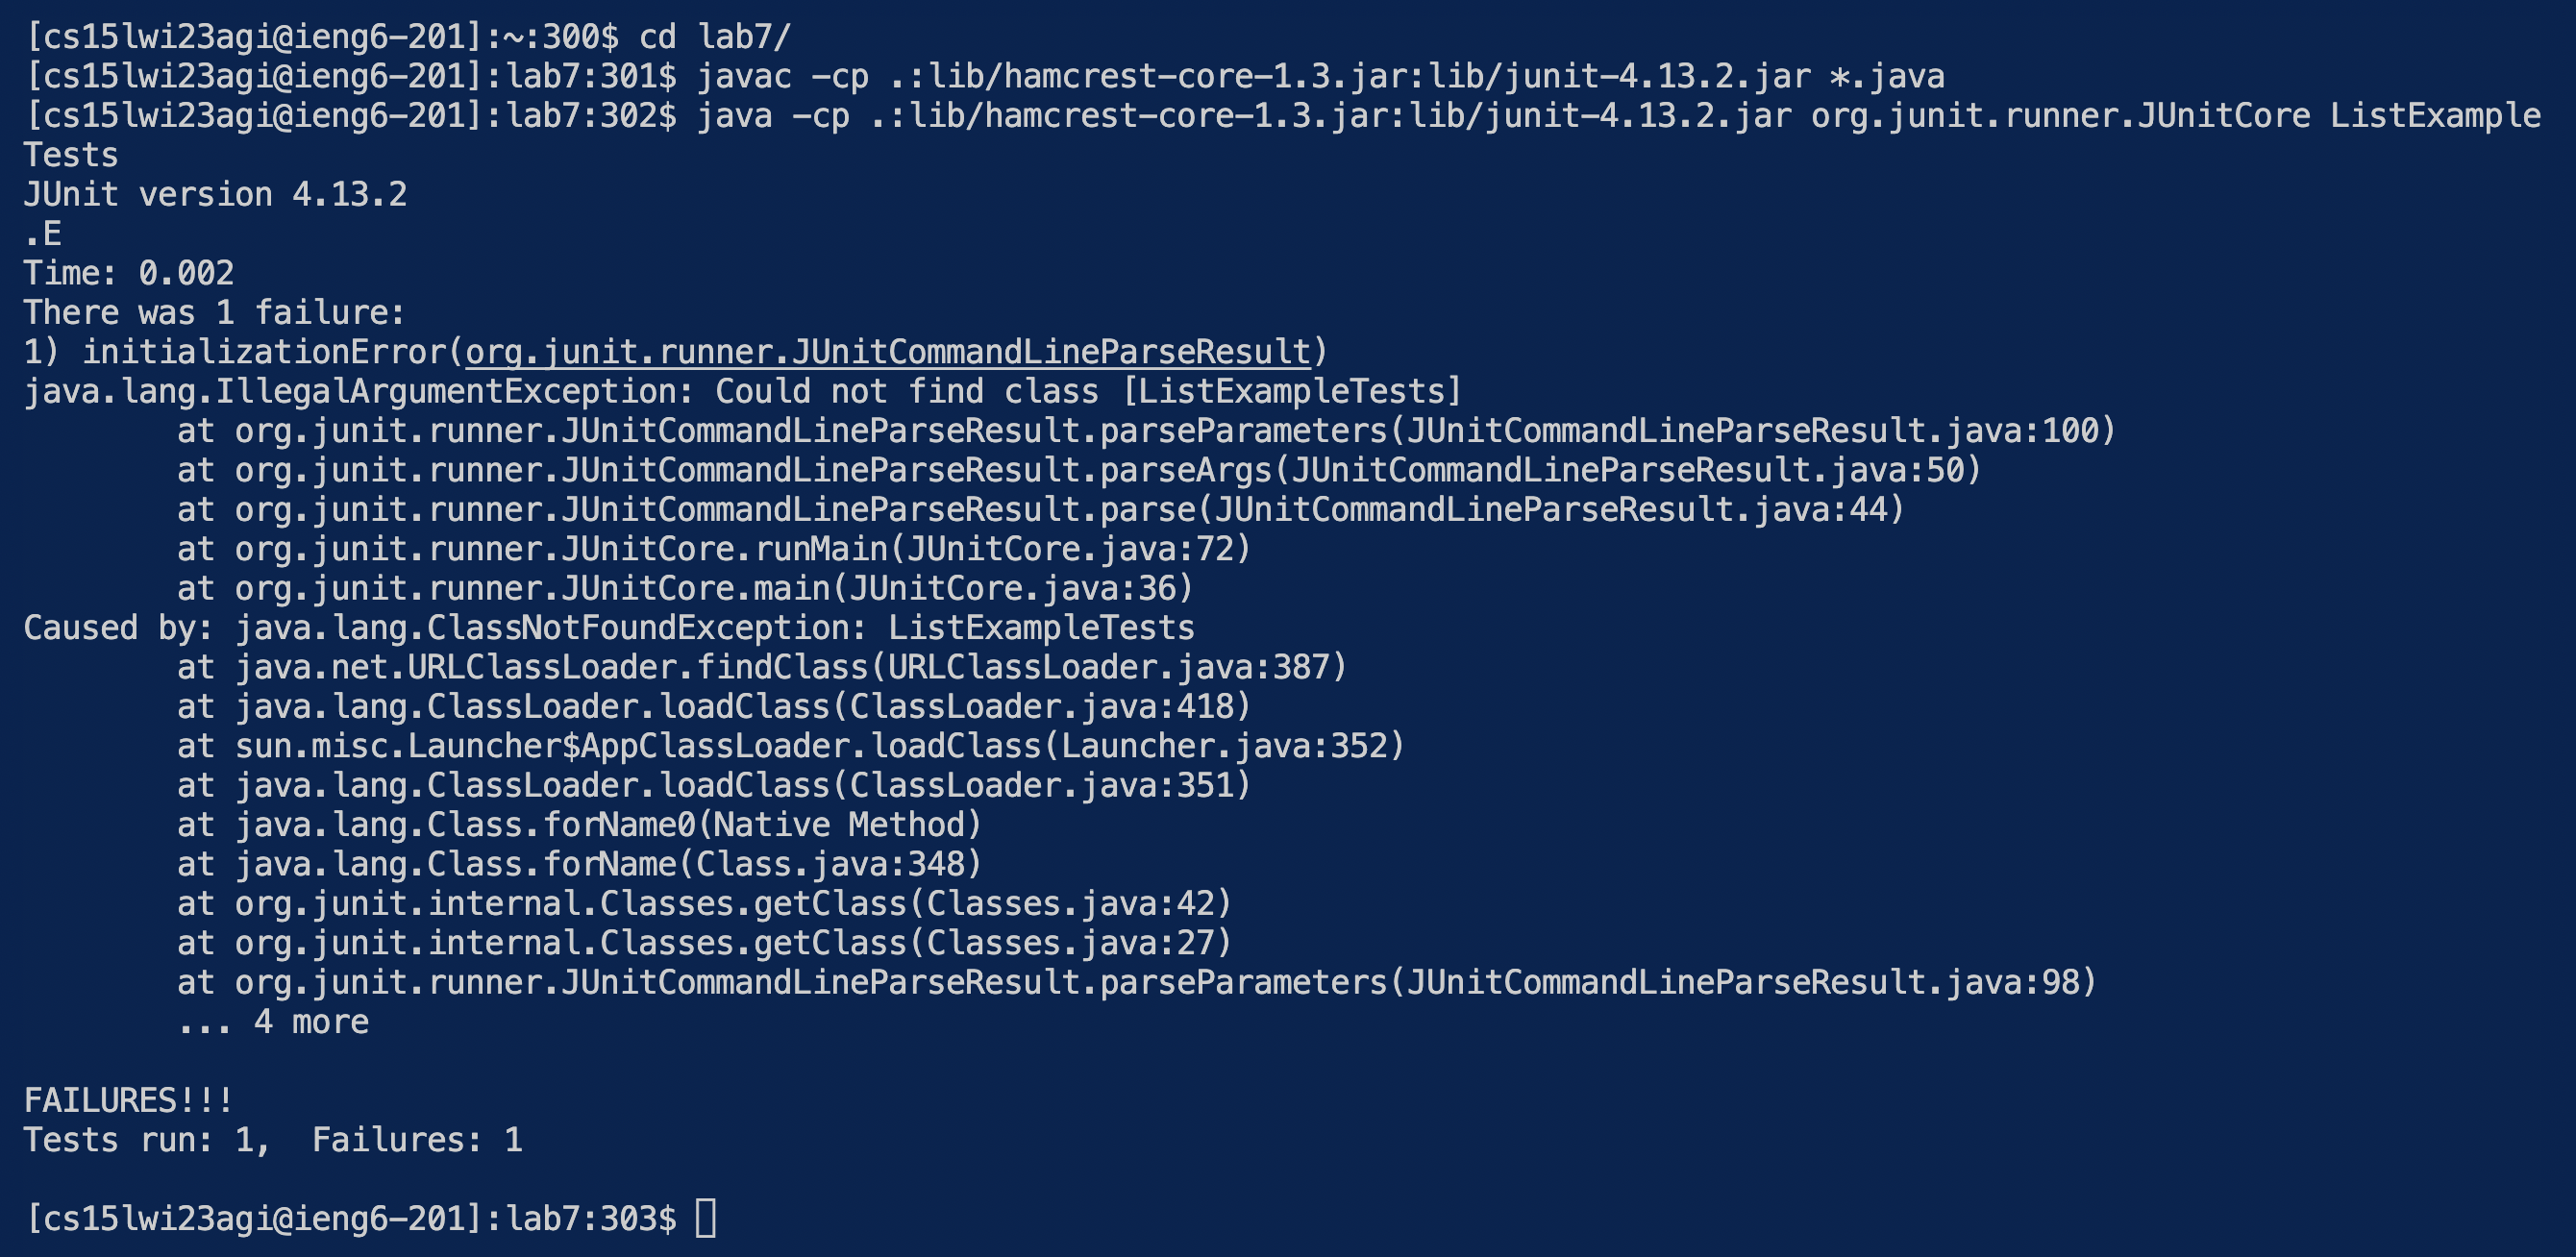 [cs15lwi23agi@ieng6-201]:~:300$ cd lab7/
[cs15lwi23agi@ieng6-201]:lab7:301$ javac -cp .:lib/hamcrest-core-1.3.jar:lib/junit-4.13.2.jar *.java
[cs15lwi23agi@ieng6-201]:lab7:302$ java -cp .:lib/hamcrest-core-1.3.jar:lib/junit-4.13.2.jar org.junit.runner.JUnitCore ListExample
Tests
JUnit version 4.13.2
.E
Time: 0.002
There was 1 failure:
1) initializationError(org.junit.runner.JUnitCommandLineParseResult)
java.lang.IllegalArgumentException: Could not find class [ListExampleTests]
        at org.junit.runner.JUnitCommandLineParseResult.parseParameters(JUnitCommandLineParseResult.java:100)
        at org.junit.runner.JUnitCommandLineParseResult.parseArgs(JUnitCommandLineParseResult.java:50)
        at org.junit.runner.JUnitCommandLineParseResult.parse(JUnitCommandLineParseResult.java:44)
        at org.junit.runner.JUnitCore.runMain(JUnitCore.java:72)
        at org.junit.runner.JUnitCore.main(JUnitCore.java:36)
Caused by: java.lang.ClassNotFoundException: ListExampleTests
        at java.net.URLClassLoader.findClass(URLClassLoader.java:387)
        at java.lang.ClassLoader.loadClass(ClassLoader.java:418)
        at sun.misc.Launcher$AppClassLoader.loadClass(Launcher.java:352)
        at java.lang.ClassLoader.loadClass(ClassLoader.java:351)
        at java.lang.Class.forName0(Native Method)
        at java.lang.Class.forName(Class.java:348)
        at org.junit.internal.Classes.getClass(Classes.java:42)
        at org.junit.internal.Classes.getClass(Classes.java:27)
        at org.junit.runner.JUnitCommandLineParseResult.parseParameters(JUnitCommandLineParseResult.java:98)
        ... 4 more
FAILURES!!!
Tests run: 1,  Failures: 1
[cs15lwi23agi@ieng6-201]:lab7:303$